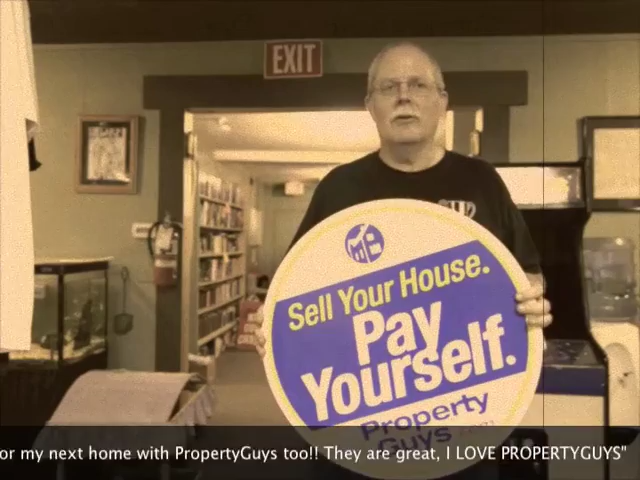 EXIT
Sell Your House.
Pay
Yourself.
Property
Guys
or my next home with PropertyGuys too!! They are great, I LOVE PROPERTYGUYS"